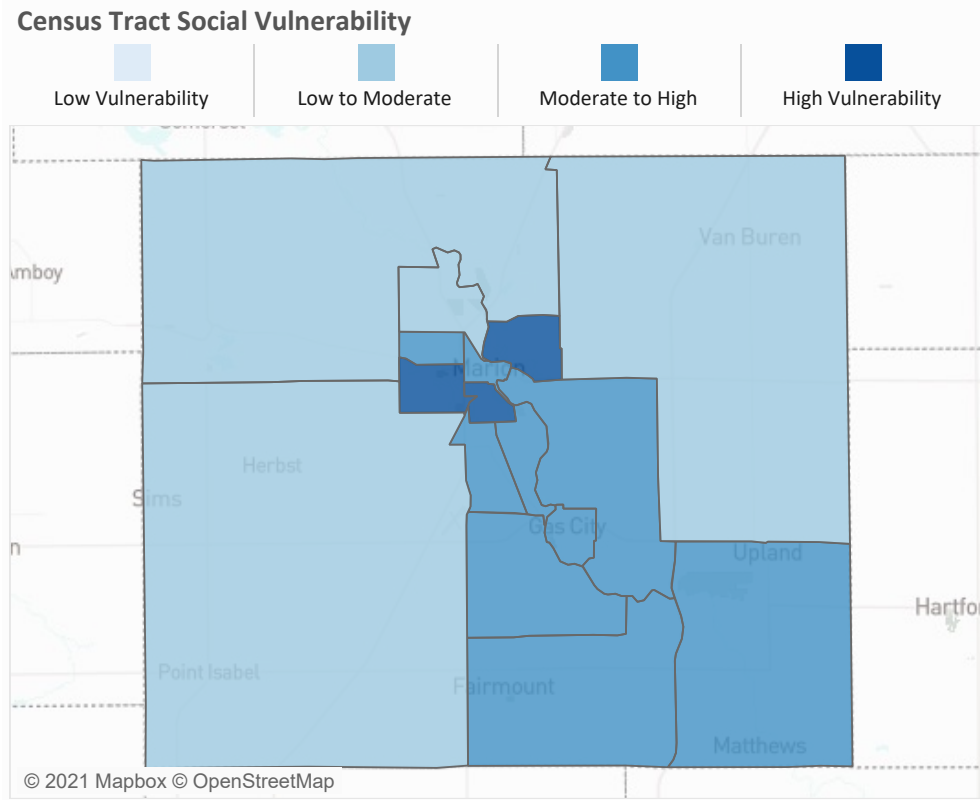 Census Tract Social Vulnerability
Low Vulnerability
Low to Moderate
Moderate to High
High Vulnerability
Van Buren
Marion
Herbst
Sims
Gas City
Upland
Hartfo
Point Isabel
Fairmount
Matthews
© 2021 Mapbox © OpenStreetMap